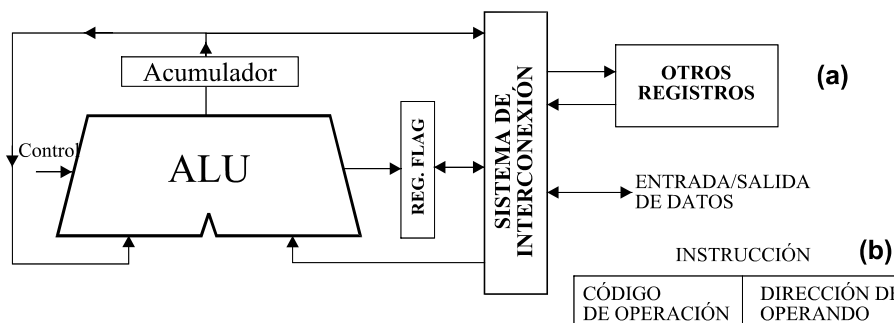 Acumulador
Control
ALU
REG. FLAG
SISTEMA DE
INTERCONEXIÓN
OTROS
REGISTROS
(a)
ENTRADA/SALIDA
DE DATOS
INSTRUCCIÓN
(b)
CÓDIGO
DE OPERACIÓN
DIRECCIÓN DE
OPERANDO